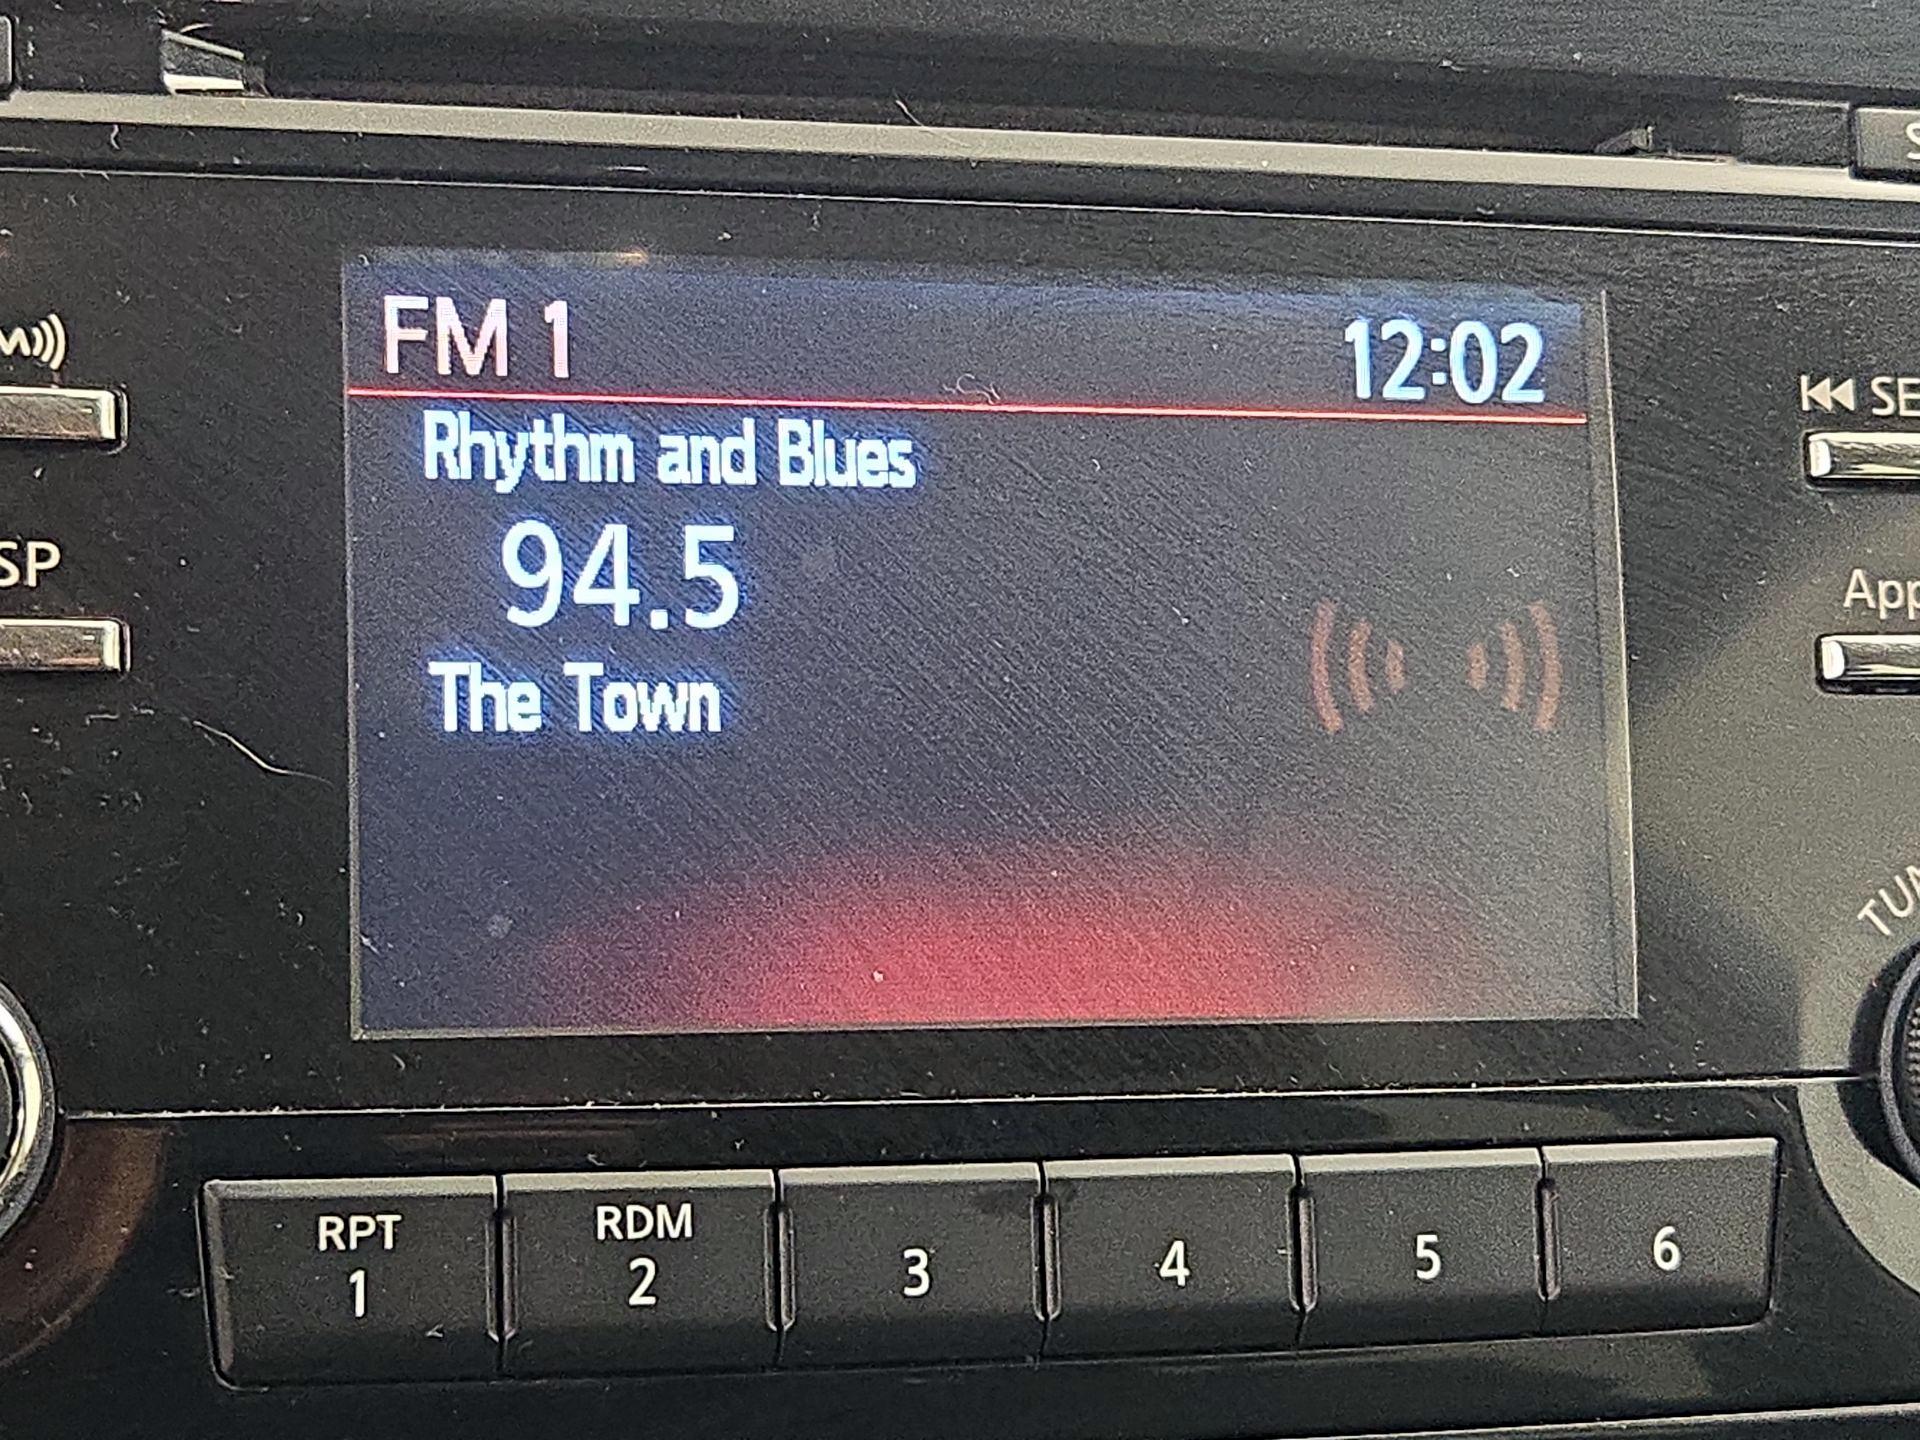 FM 1 12:02
Rhythm and Blues
94.5
The Town
SP
App
TUN
RPT
1
RDM
2
3
4
5
6